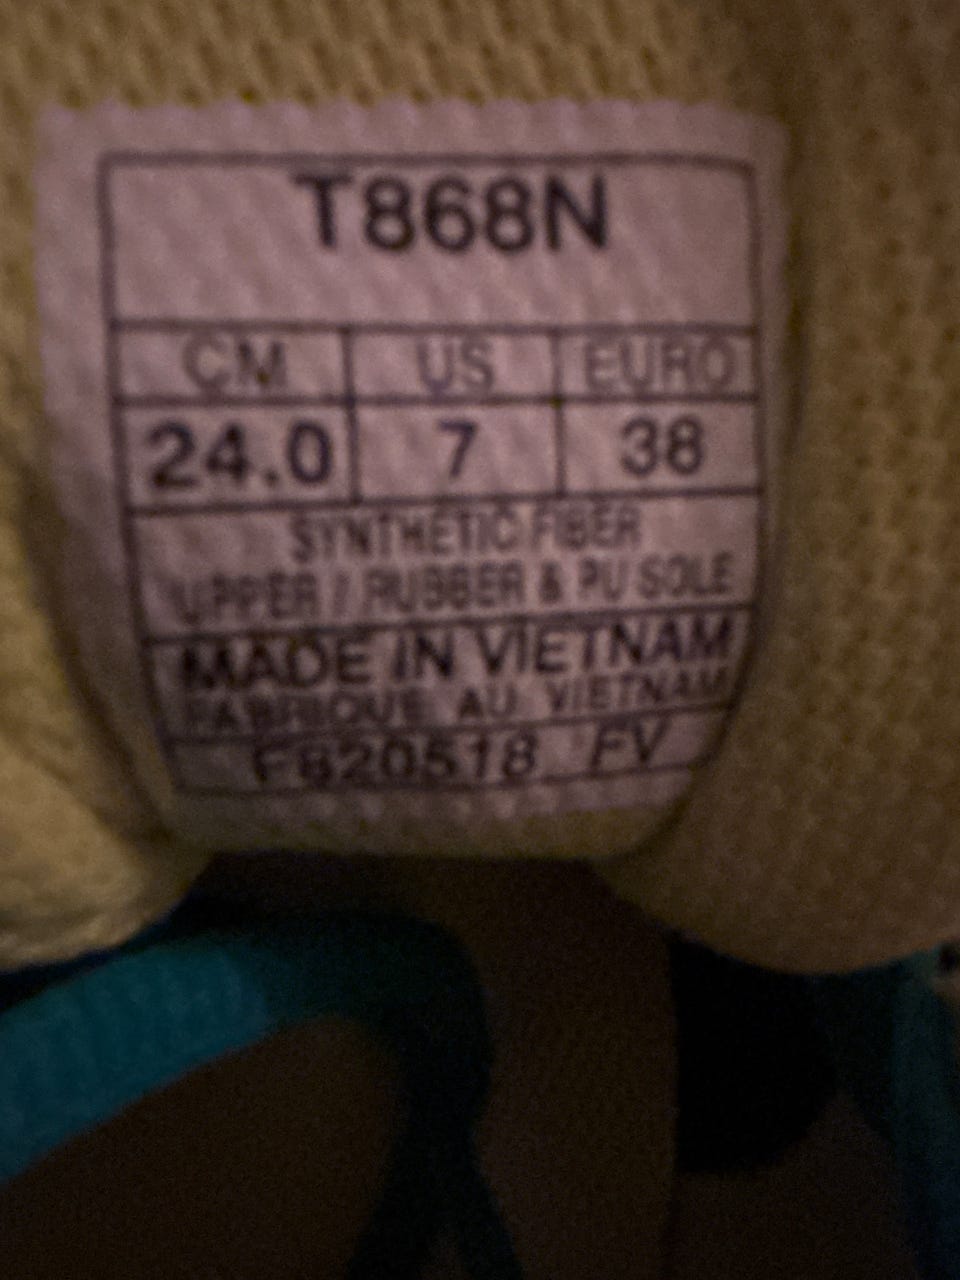 T868N
CM US EURO
24.0 7 38
SYNTHETIC FIBER
UPPER / RUBBER & PU SOLE
MADE IN VIETNAM
FABRIQUE AU VIETNAM
F820518 FV